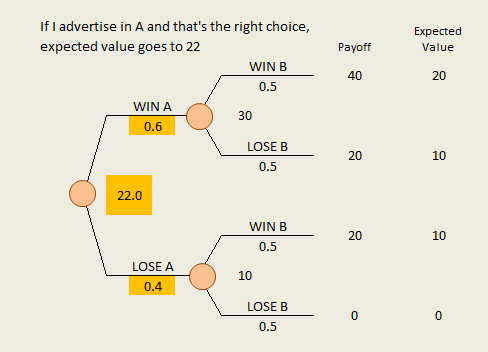 If I advertise in A and that's the right choice,
expected value goes to 22
Expected
Payoff Value
WIN B 40 20
0.5
WIN A 30
0.6
LOSE B 20 10
0.5
22.0
WIN B 20 10
0.5
LOSE A 10
0.4
LOSE B 0 0
0.5